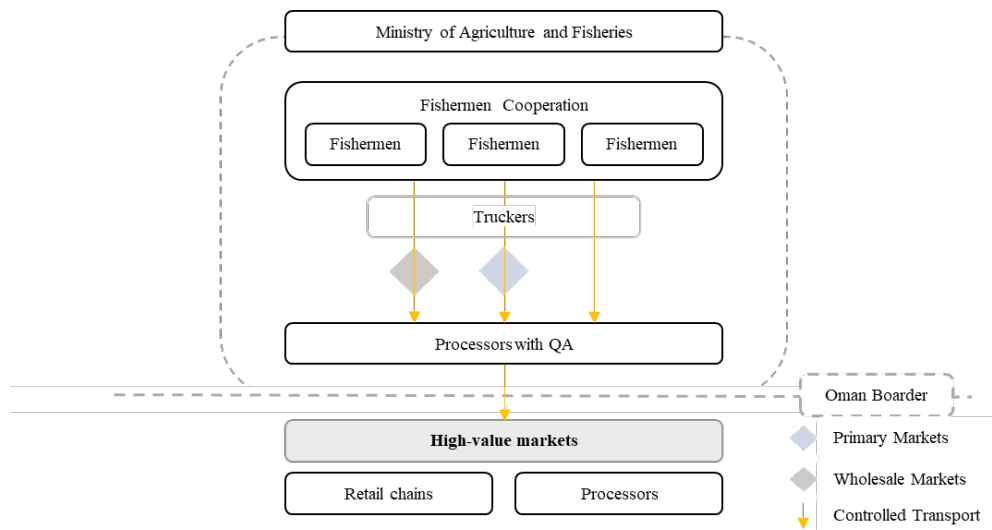 Ministry of Agriculture and Fisheries
Fishermen Cooperation
Fishermen
Fishermen
Fishermen
Truckers
Processors with QA
Oman Boarder
High-value markets
Retail chains
Processors
Primary Markets
Wholesale Markets
Controlled Transport